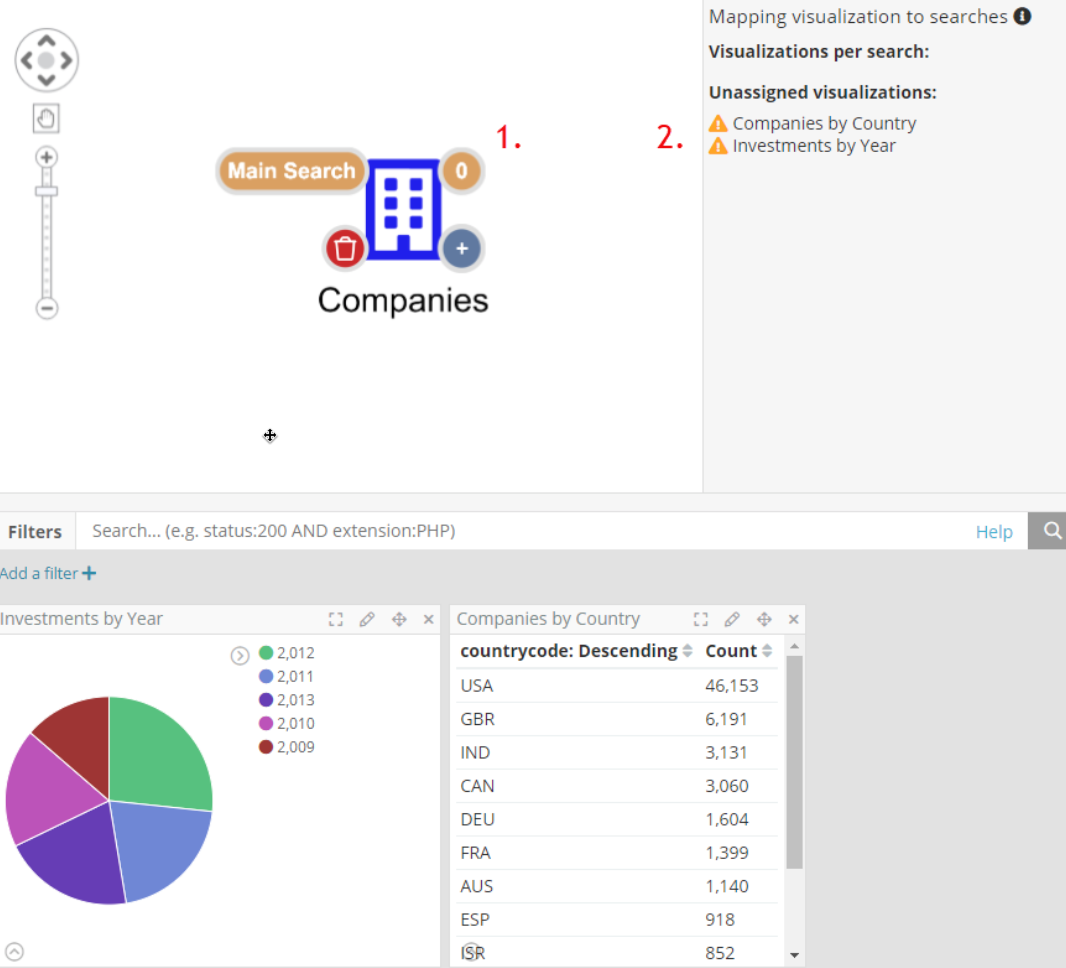 Mapping visualization to searches
Visualizations per search:
Unassigned visualizations:
Companies by Country
Investments by Year
1.
2.
Main Search
0
Companies
Filters
Search... (e.g. status:200 AND extension:PHP)
Help
Add a filter
Investments by Year
2,012
2,011
2,013
2,010
2,009
Companies by Country
countrycode: Descending Count
USA 46,153
GBR 6,191
IND 3,131
CAN 3,060
DEU 1,604
FRA 1,399
AUS 1,140
ESP 918
ISR 852